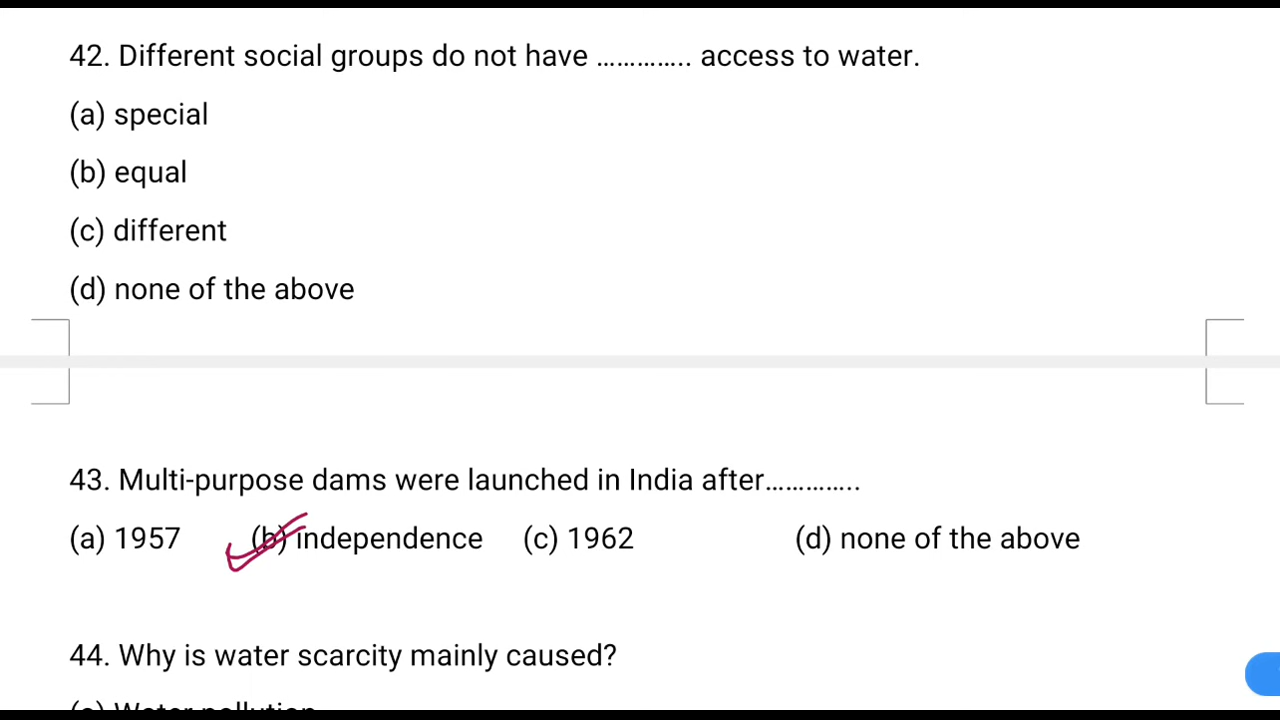 42. Different social groups do not have ………….. access to water.
(a) special
(b) equal
(c) different
(d) none of the above
43. Multi-purpose dams were launched in India after…………..
(a) 1957 (b) independence (c) 1962 (d) none of the above
44. Why is water scarcity mainly caused?
(a) Water pollution